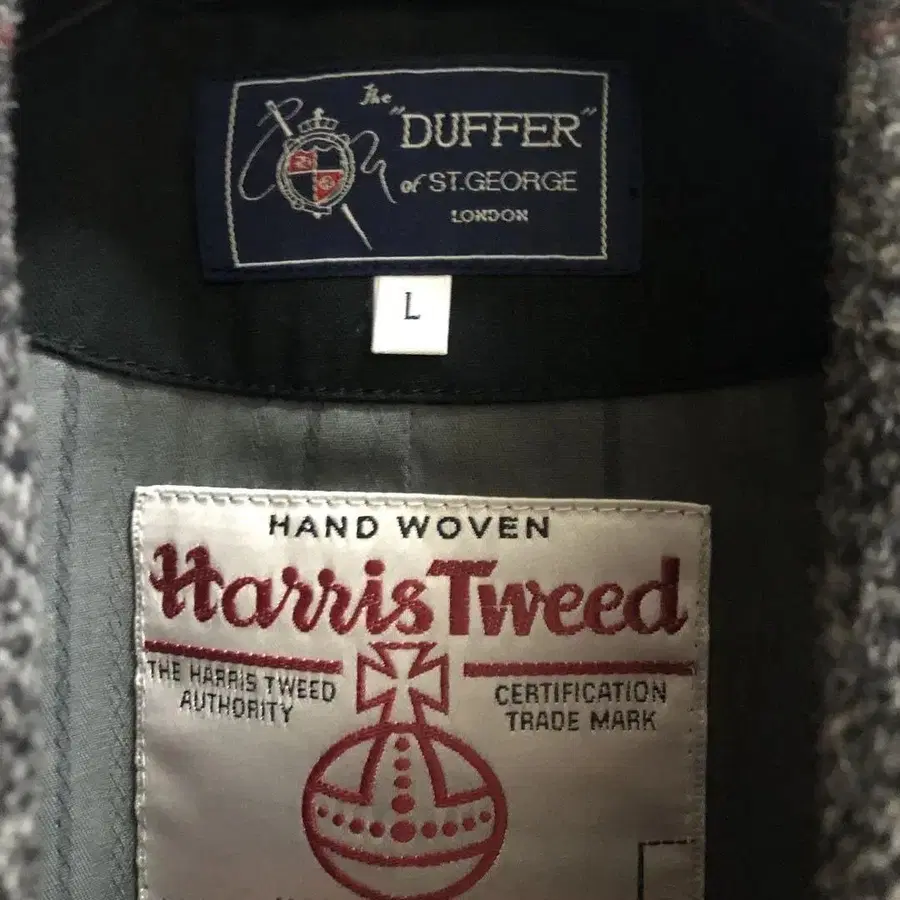 The
"DUFFER"
of ST.GEORGE
LONDON
L
HAND WOVEN
Harris Tweed
THE HARRIS TWEED
AUTHORITY
CERTIFICATION
TRADE MARK